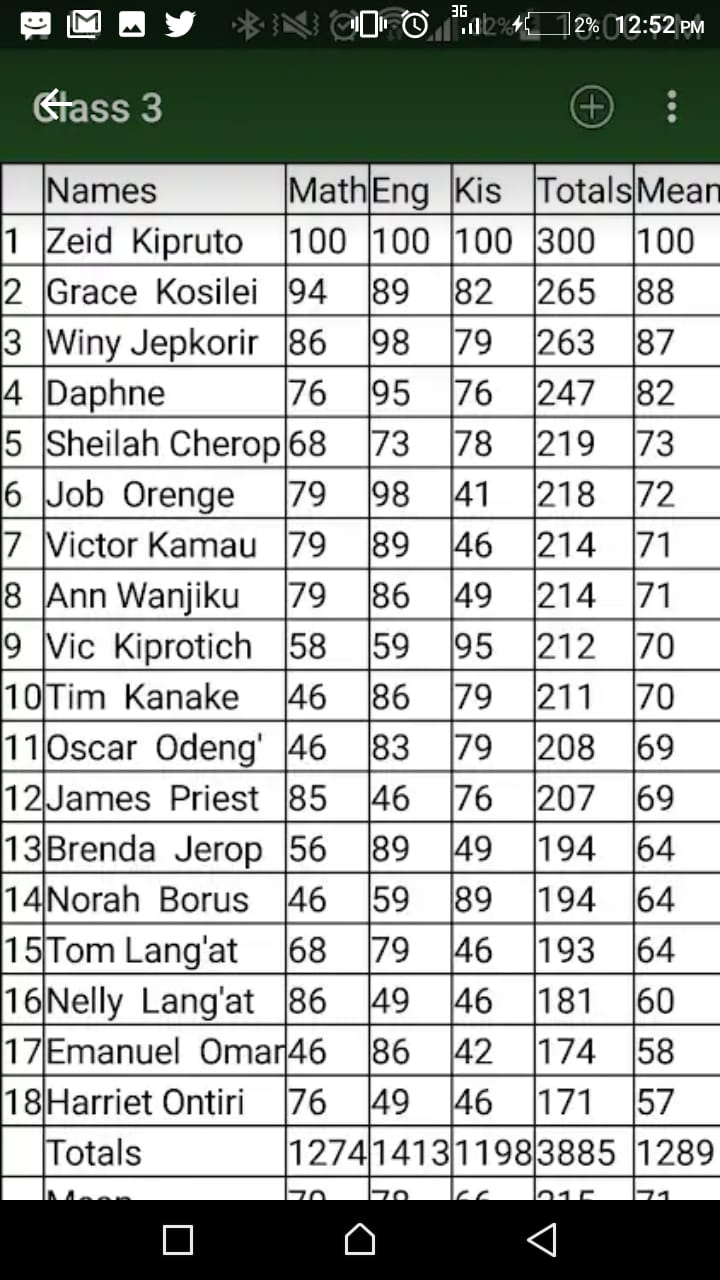 3G 2% 12:52 PM
Class 3
Names Math Eng Kis Totals Mean
1 Zeid Kipruto 100 100 100 300 100
2 Grace Kosilei 94 89 82 265 88
3 Winy Jepkorir 86 98 79 263 87
4 Daphne 76 95 76 247 82
5 Sheilah Cherop 68 73 78 219 73
6 Job Orenge 79 98 41 218 72
7 Victor Kamau 79 89 46 214 71
8 Ann Wanjiku 79 86 49 214 71
9 Vic Kiprotich 58 59 95 212 70
10 Tim Kanake 46 86 79 211 70
11 Oscar Odeng' 46 83 79 208 69
12 James Priest 85 46 76 207 69
13 Brenda Jerop 56 89 49 194 64
14 Norah Borus 46 59 89 194 64
15 Tom Lang'at 68 79 46 193 64
16 Nelly Lang'at 86 49 46 181 60
17 Emanuel Omar 46 86 42 174 58
18 Harriet Ontiri 76 49 46 171 57
Totals 1274 1413 1198 3885 1289
Mean 70 78 66 215 71